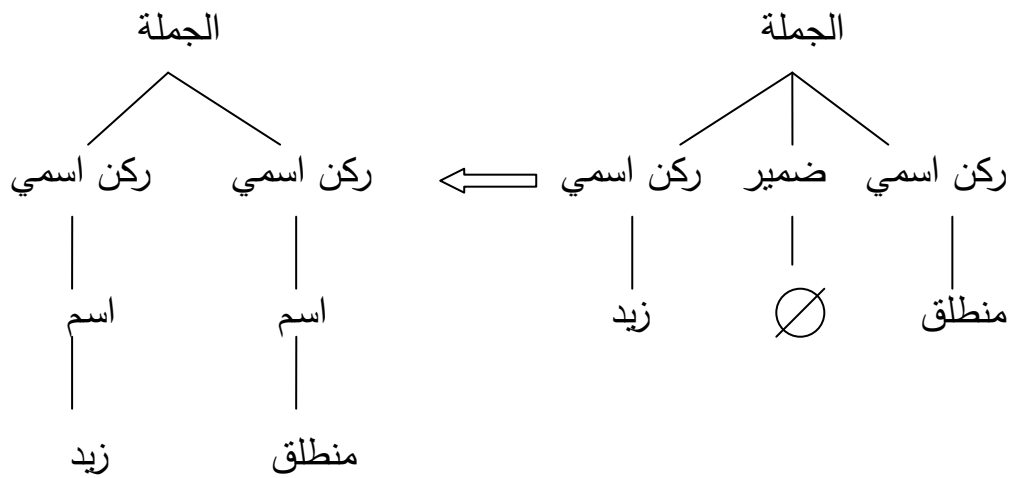 الجملة الجملة
ركن اسمي ضمير ركن اسمي ركن اسمي ركن اسمي
منطلق ∅ زيد اسم اسم
منطلق زيد